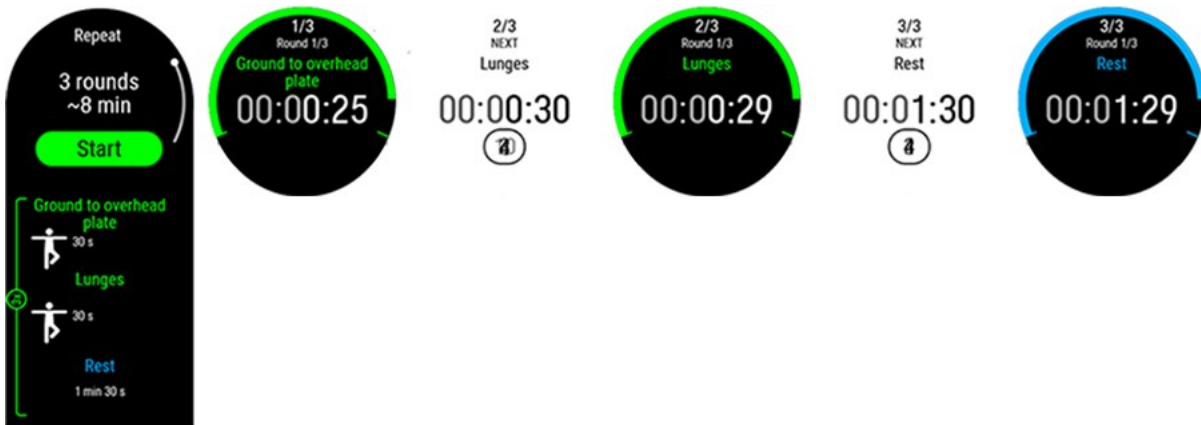 Repeat
3 rounds
~8 min
Start
Ground to overhead
plate
30 s
Lunges
30 s
Rest
1 min 30 s
1/3
Round 1/3
Ground to overhead
plate
00:00:25
2/3
NEXT
Lunges
00:00:30
2/3
Round 1/3
Lunges
00:00:29
3/3
NEXT
Rest
00:01:30
3/3
Round 1/3
Rest
00:01:29